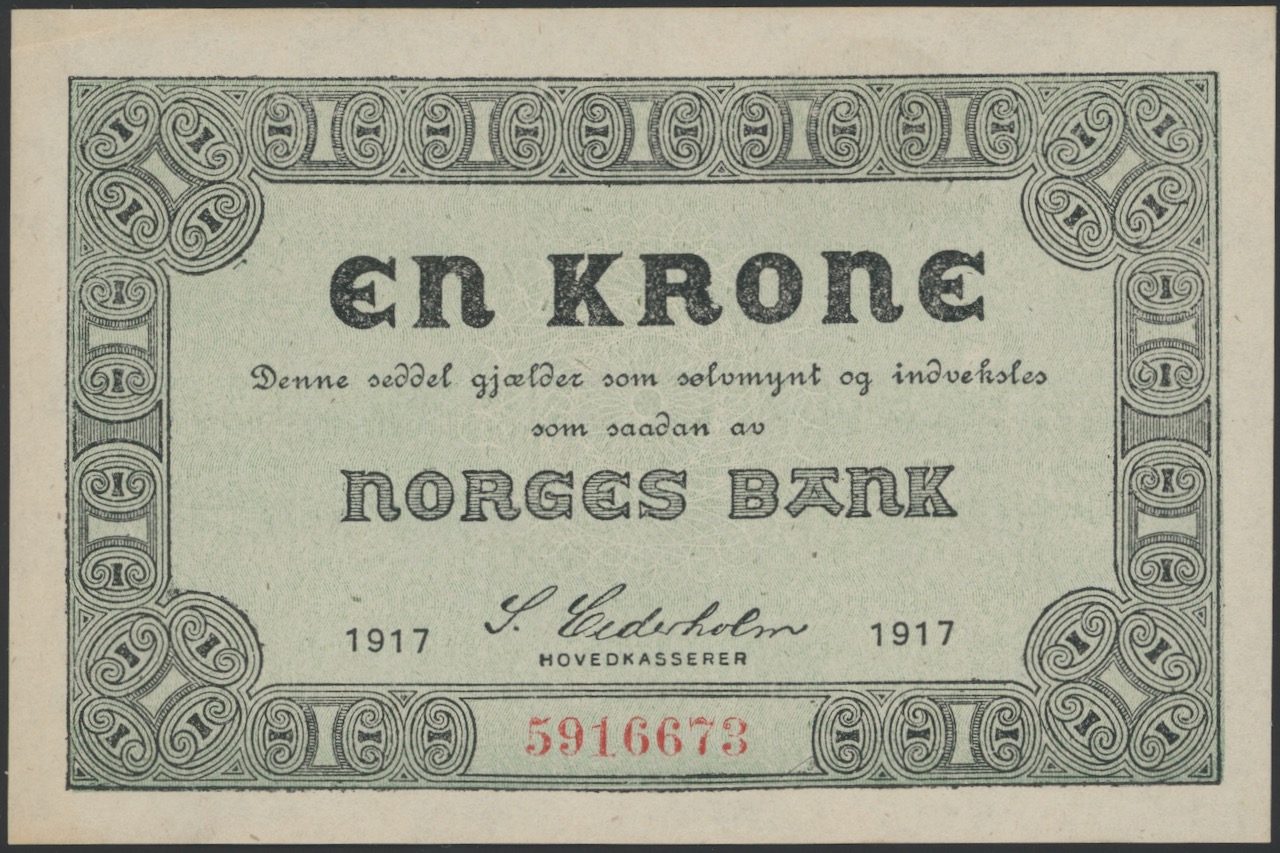 EN KRONE
Denne seddel gjælder som sølvmynt og indveksles
som saadan av
NORGES BANK
1917 S. Cederholm 1917
HOVEDKASSERER
5916673